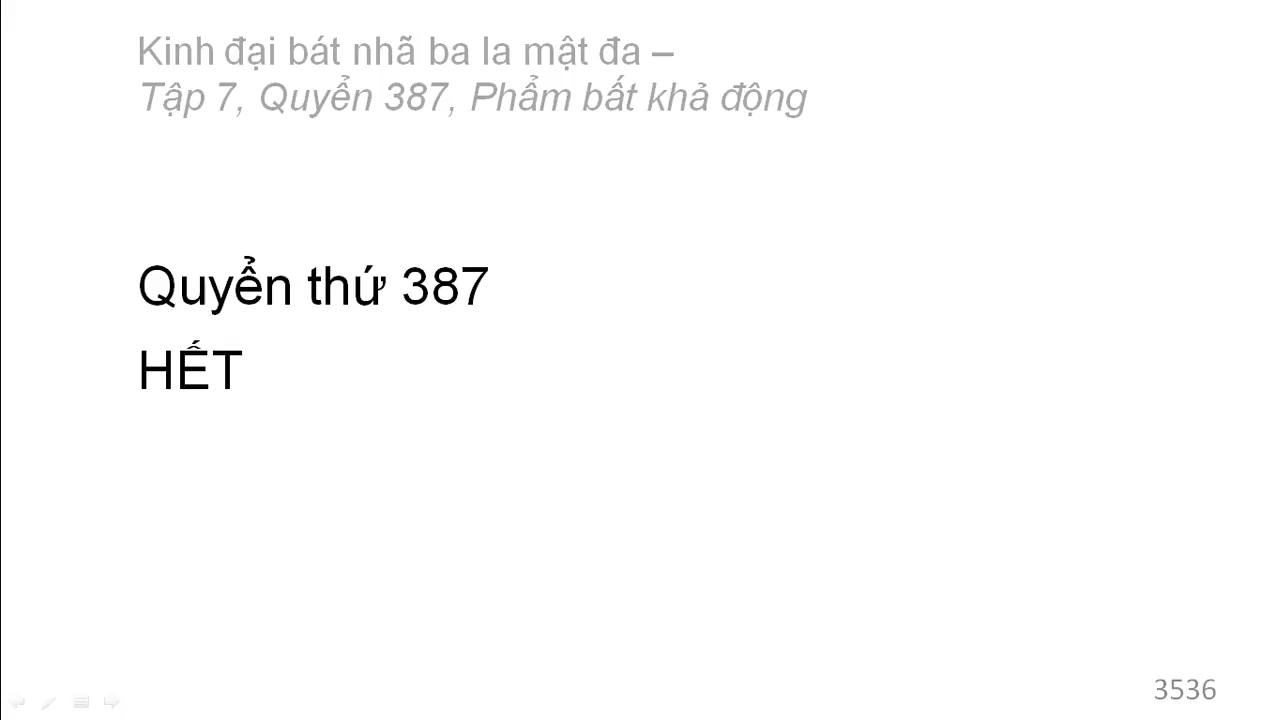 Kinh đại bát nhã ba la mật đa –
Tập 7, Quyển 387, Phẩm bất khả động
Quyển thứ 387
HẾT
3536